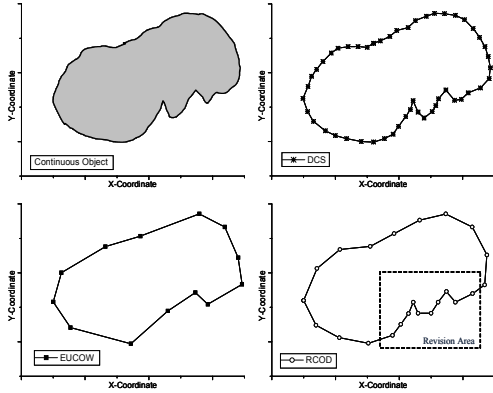 Y-Coordinate
Continuous Object
X-Coordinate
Y-Coordinate
DCS
X-Coordinate
Y-Coordinate
EUCOW
X-Coordinate
Y-Coordinate
Revision Area
RCOD
X-Coordinate